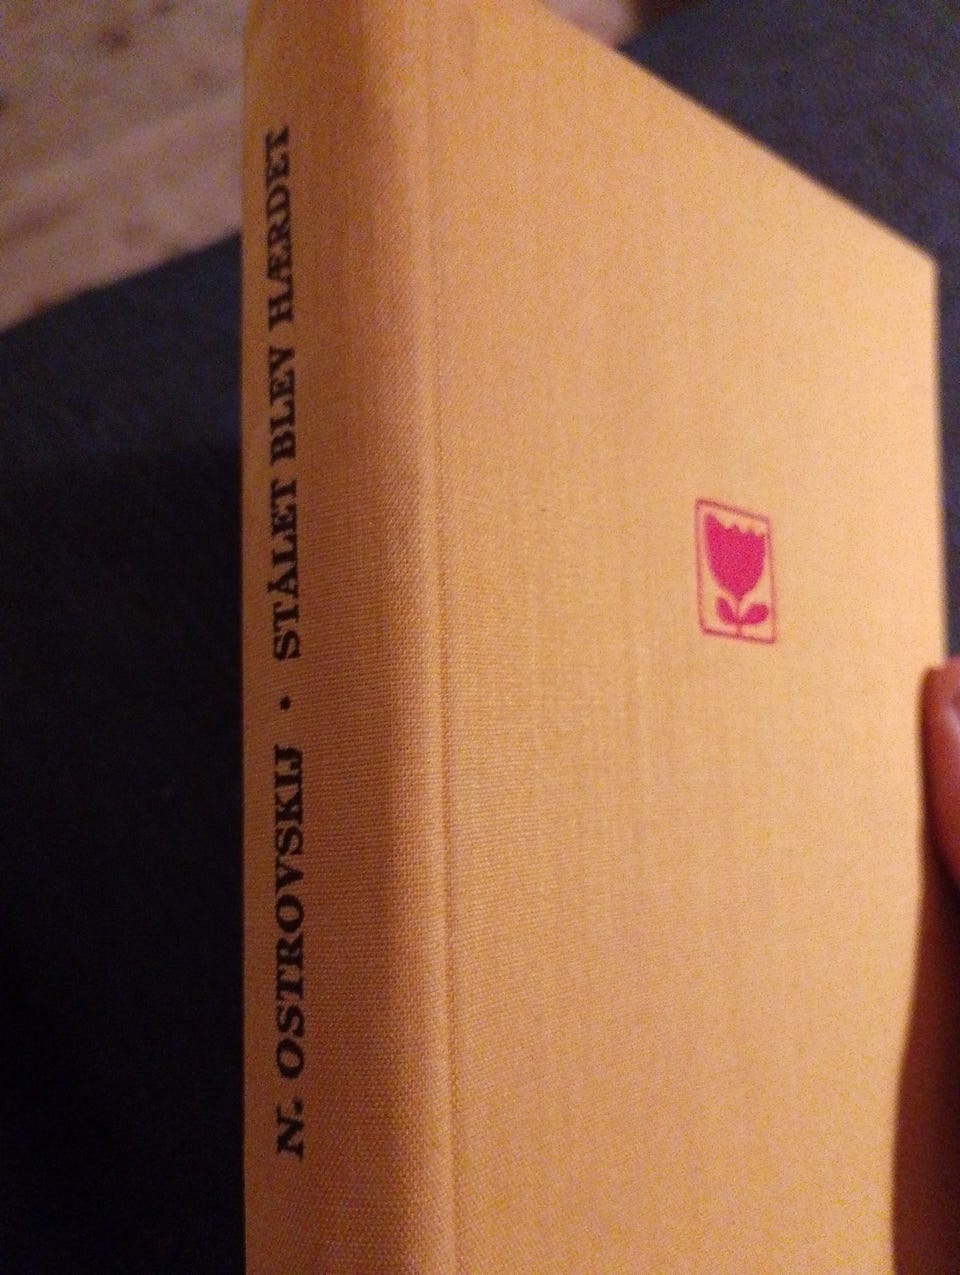 N. OSTROVSKIJ • STÅLET BLEV HÆRDET